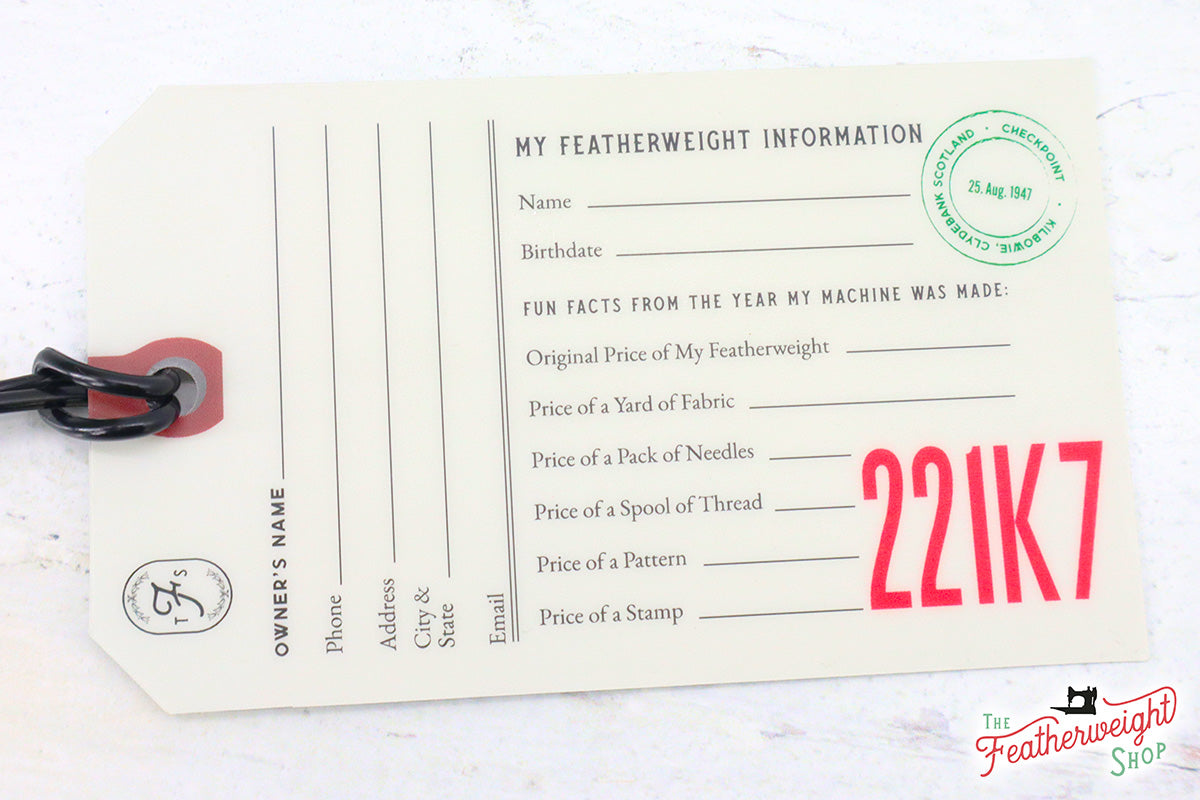 MY FEATHERWEIGHT INFORMATION
Name
Birthdate
FUN FACTS FROM THE YEAR MY MACHINE WAS MADE:
Original Price of My Featherweight
Price of a Yard of Fabric
Price of a Pack of Needles
Price of a Spool of Thread
Price of a Pattern
Price of a Stamp
221K7
CHECKPOINT · KILBOWIE, CLYDEBANK SCOTLAND ·
25. Aug. 1947
OWNER'S NAME
Phone
Address
City &
State
Email
T F S
THE
Featherweight
SHOP